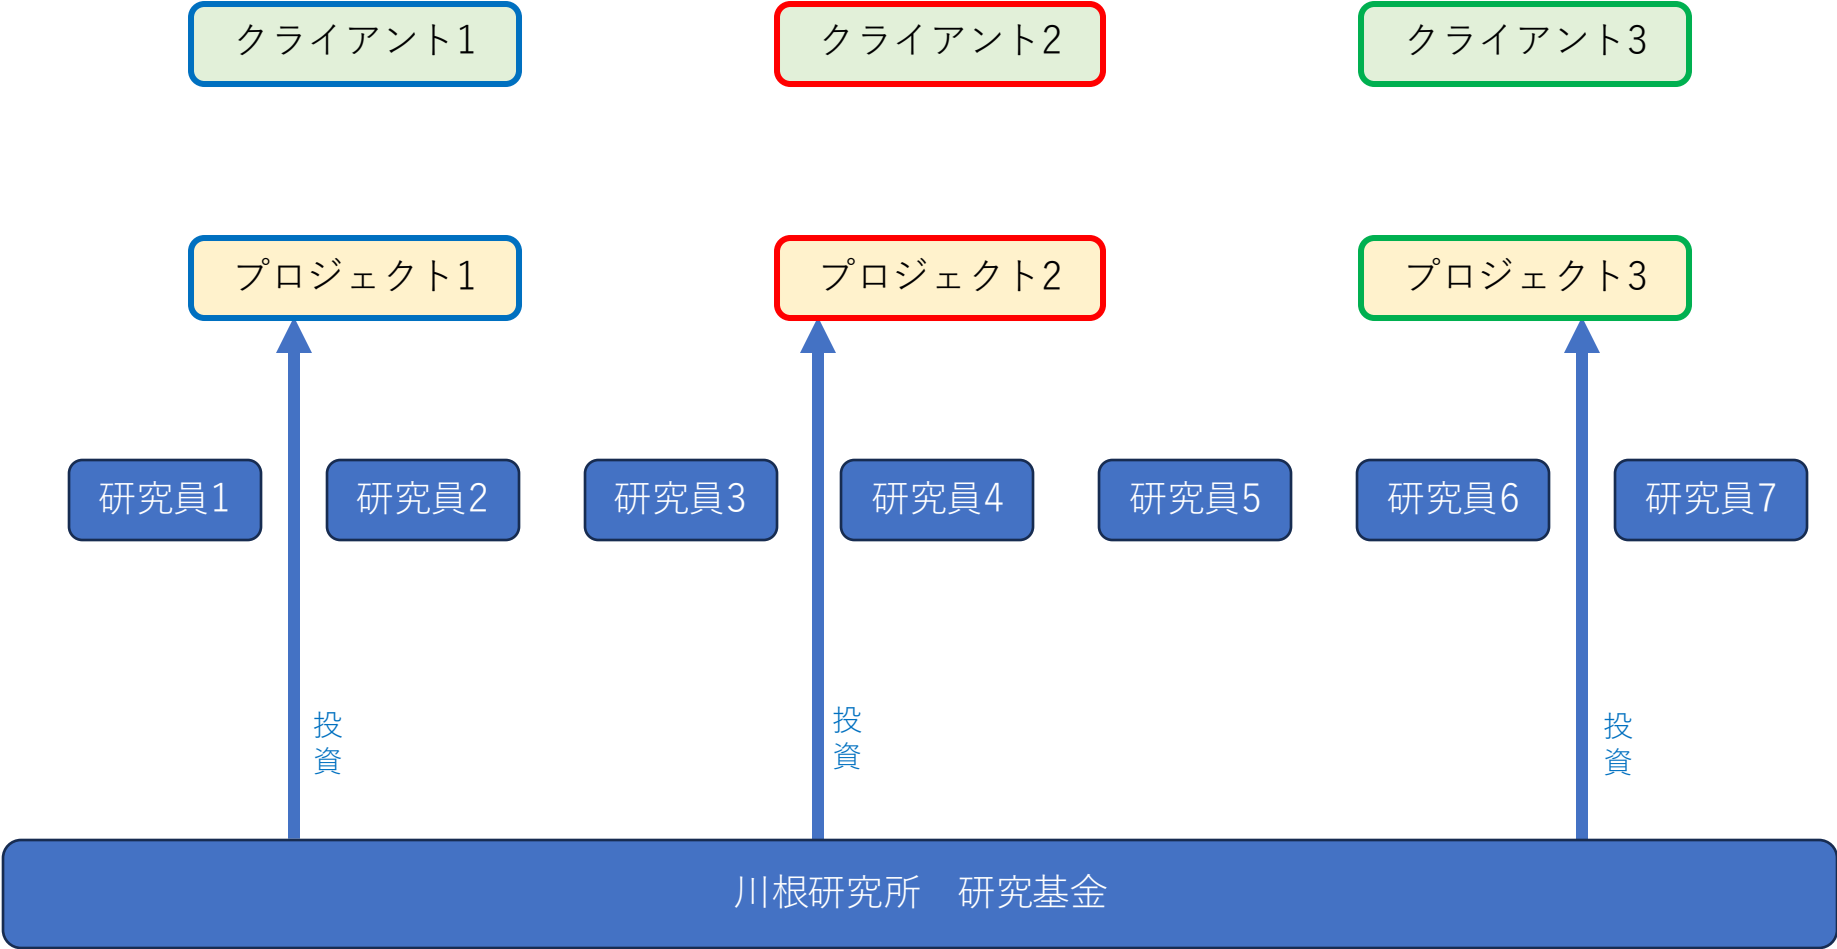 クライアント1
クライアント2
クライアント3
プロジェクト1
プロジェクト2
プロジェクト3
研究員1
研究員2
研究員3
研究員4
研究員5
研究員6
研究員7
投資
投資
投資
川根研究所　研究基金